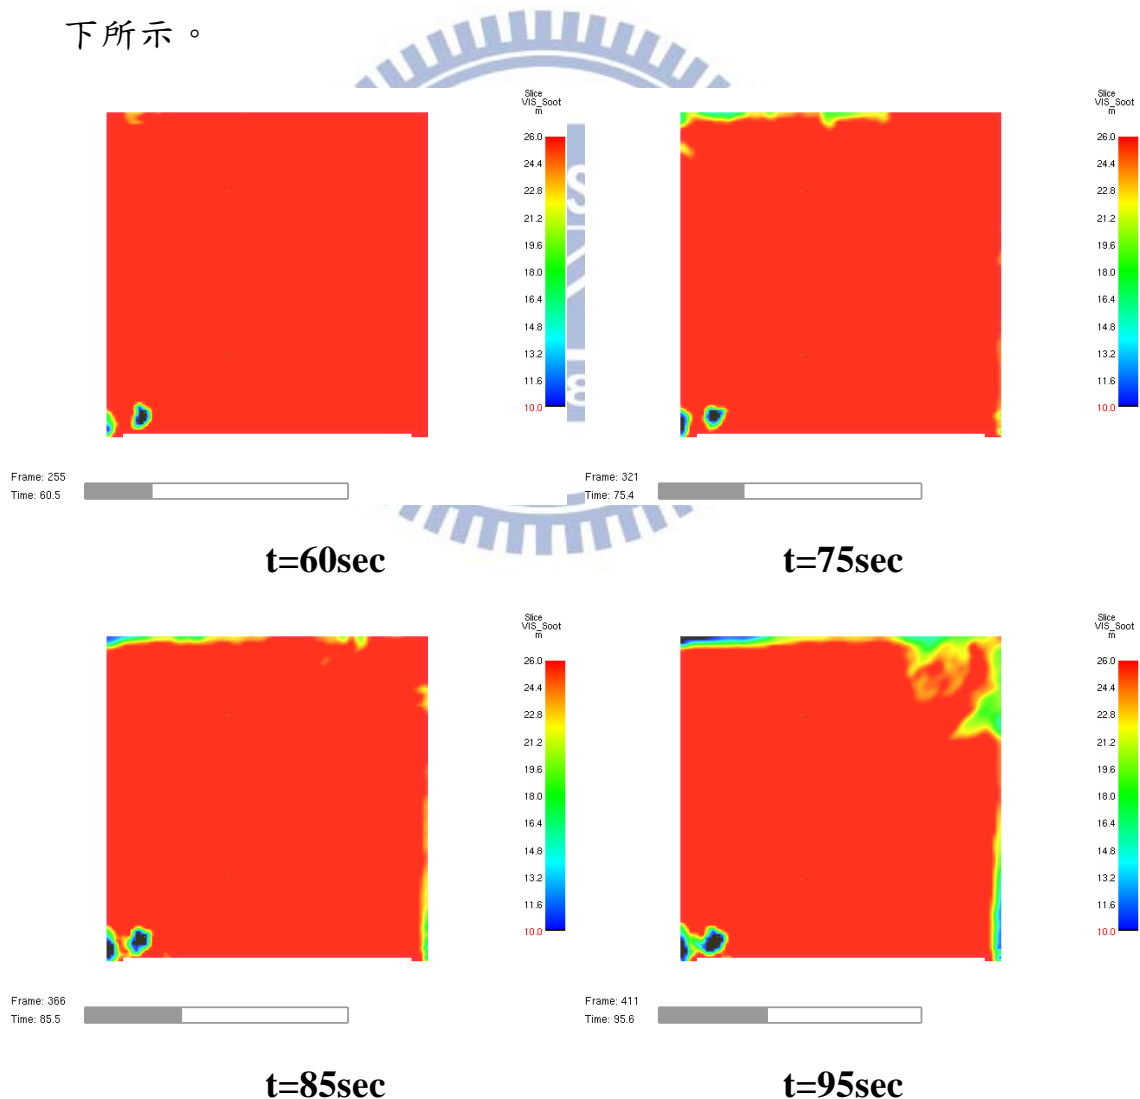 下所示。
Slice
VIS_Soot
m
26.0
24.4
22.8
21.2
19.6
18.0
16.4
14.8
13.2
11.6
10.0
Frame: 255
Time: 60.5
t=60sec
Slice
VIS_Soot
m
26.0
24.4
22.8
21.2
19.6
18.0
16.4
14.8
13.2
11.6
10.0
Frame: 321
Time: 75.4
t=75sec
Slice
VIS_Soot
m
26.0
24.4
22.8
21.2
19.6
18.0
16.4
14.8
13.2
11.6
10.0
Frame: 366
Time: 85.5
t=85sec
Slice
VIS_Soot
m
26.0
24.4
22.8
21.2
19.6
18.0
16.4
14.8
13.2
11.6
10.0
Frame: 411
Time: 95.6
t=95sec